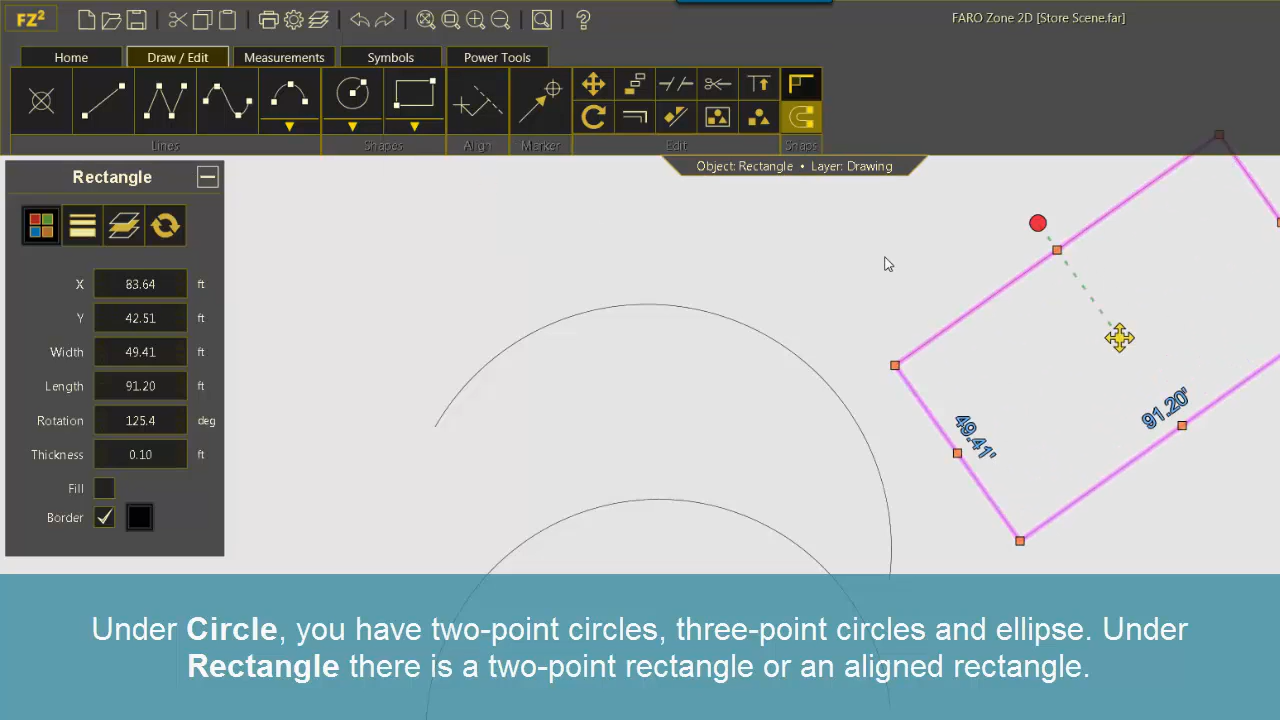 FZ²
FARO Zone 2D [Store Scene.far]
Home
Draw / Edit
Measurements
Symbols
Power Tools
Lines
Shapes
Align
Marker
Edit
Snaps
Object: Rectangle • Layer: Drawing
Rectangle
X 83.64 ft
Y 42.51 ft
Width 49.41 ft
Length 91.20 ft
Rotation 125.4 deg
Thickness 0.10 ft
Fill
Border
49.41'
91.20'
Under Circle, you have two-point circles, three-point circles and ellipse. Under
Rectangle there is a two-point rectangle or an aligned rectangle.